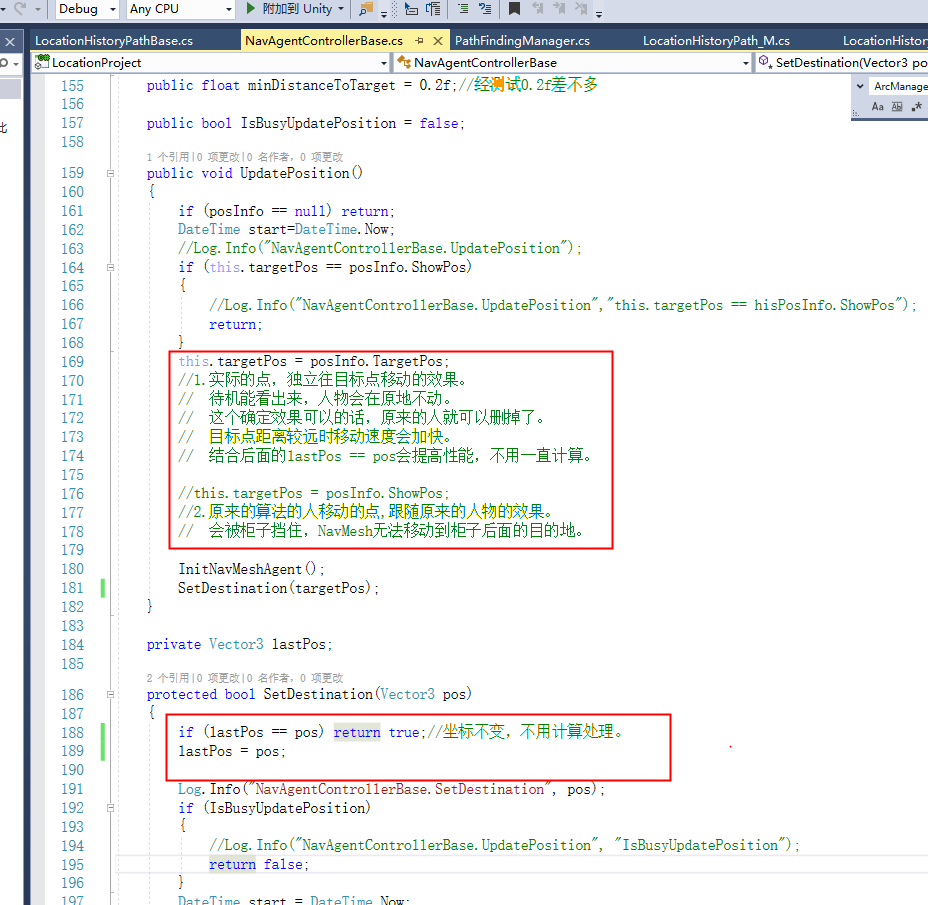 Debug
Any CPU
附加到 Unity
LocationHistoryPathBase.cs
NavAgentControllerBase.cs
PathFindingManager.cs
LocationHistoryPath_M.cs
LocationHistory
LocationProject
NavAgentControllerBase
SetDestination(Vector3 po
ArcManage
Aa
155 public float minDistanceToTarget = 0.2f;//经测试0.2f差不多
156
157 public bool IsBusyUpdatePosition = false;
158
1 个引用|0 项更改|0 名作者, 0 项更改
159 public void UpdatePosition()
160 {
161 if (posInfo == null) return;
162 DateTime start=DateTime.Now;
163 //Log.Info("NavAgentControllerBase.UpdatePosition");
164 if (this.targetPos == posInfo.ShowPos)
165 {
166 //Log.Info("NavAgentControllerBase.UpdatePosition","this.targetPos == hisPosInfo.ShowPos");
167 return;
168 }
169 this.targetPos = posInfo.TargetPos;
170 //1.实际的点，独立往目标点移动的效果。
171 // 待机能看出来，人物会在原地不动。
172 // 这个确定效果可以的话，原来的人就可以删掉了。
173 // 目标点距离较远时移动速度会加快。
174 // 结合后面的lastPos == pos会提高性能，不用一直计算。
175
176 //this.targetPos = posInfo.ShowPos;
177 //2.原来的算法的人移动的点,跟随原来的人物的效果。
178 // 会被柜子挡住，NavMesh无法移动到柜子后面的目的地。
179
180 InitNavMeshAgent();
181 SetDestination(targetPos);
182 }
183
184 private Vector3 lastPos;
185
2 个引用|0 项更改|0 名作者, 0 项更改
186 protected bool SetDestination(Vector3 pos)
187 {
188 if (lastPos == pos) return true;//坐标不变，不用计算处理。
189 lastPos = pos;
190
191 Log.Info("NavAgentControllerBase.SetDestination", pos);
192 if (IsBusyUpdatePosition)
193 {
194 //Log.Info("NavAgentControllerBase.UpdatePosition", "IsBusyUpdatePosition");
195 return false;
196 }
197 DateTime start = DateTime.Now;